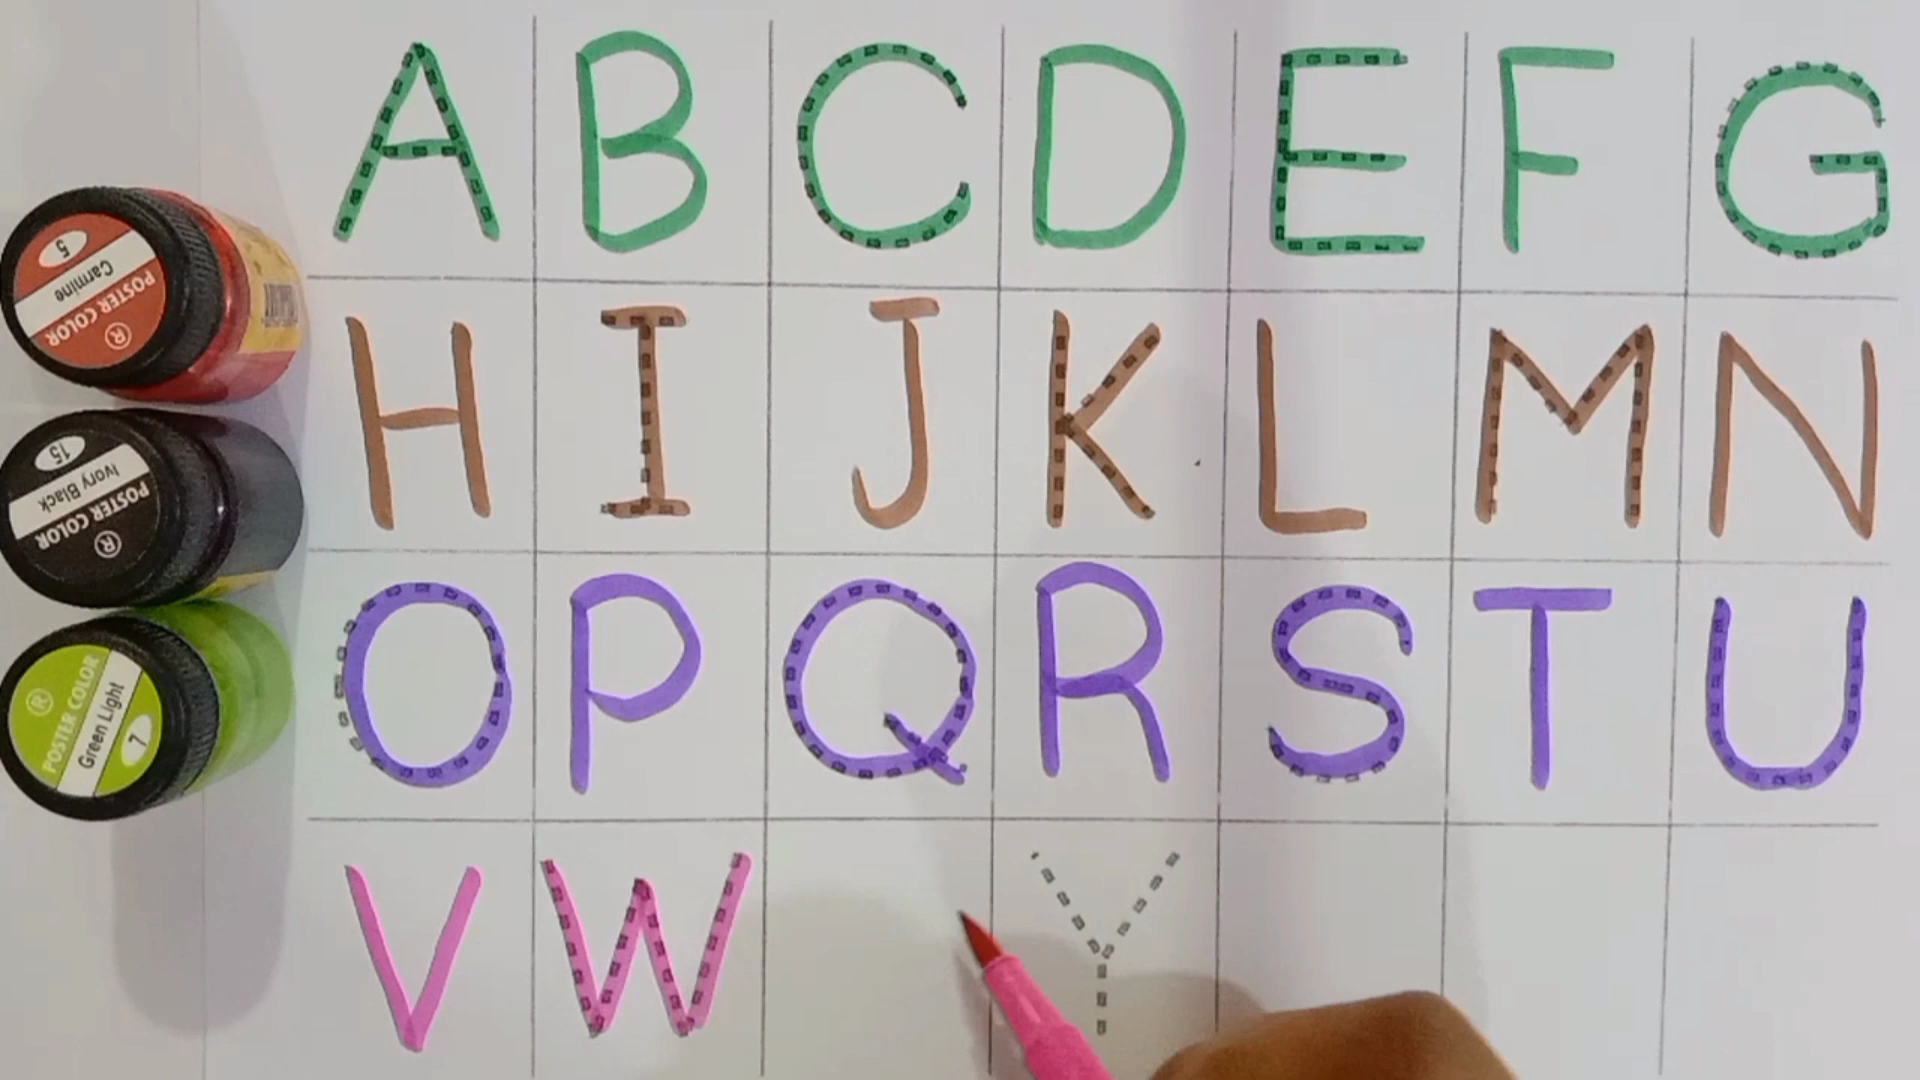 A B C D E F G
H I J K L M N
O P Q R S T U
V W Y
5
Carmine
POSTER COLOR
®
15
Ivory Black
POSTER COLOR
®
®
POSTER COLOR
Green Light
7